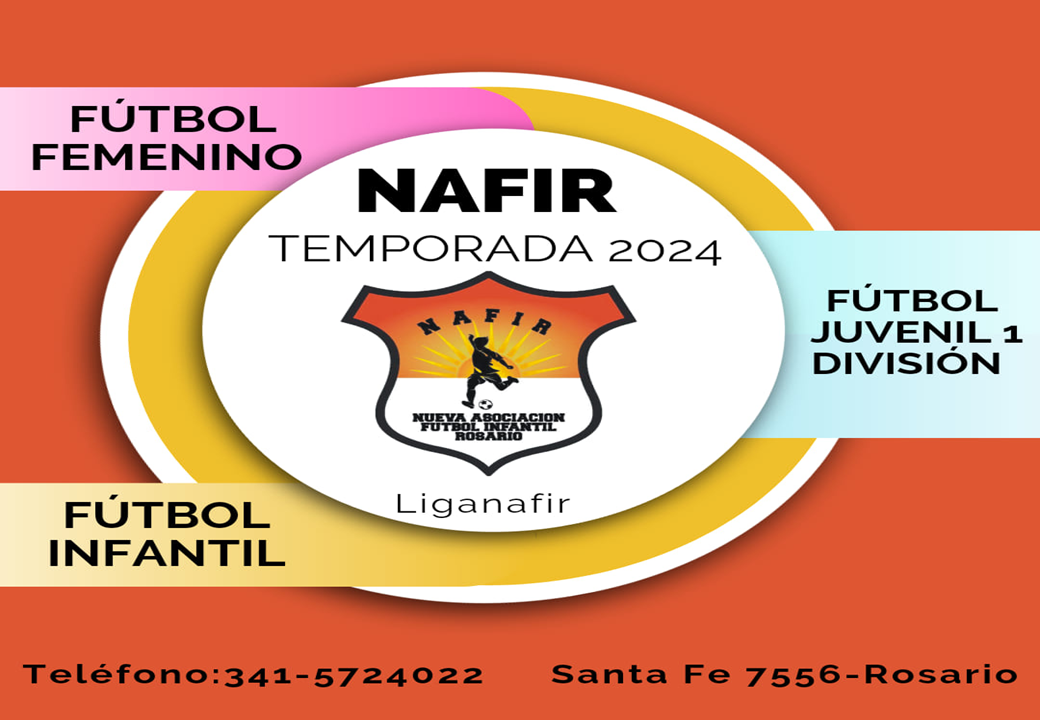 FÚTBOL
FEMENINO
NAFIR
TEMPORADA 2024
NAFIR
NUEVA ASOCIACION
FUTBOL INFANTIL
ROSARIO
Liganafir
FÚTBOL
JUVENIL 1
DIVISIÓN
FÚTBOL
INFANTIL
Teléfono:341-5724022
Santa Fe 7556-Rosario